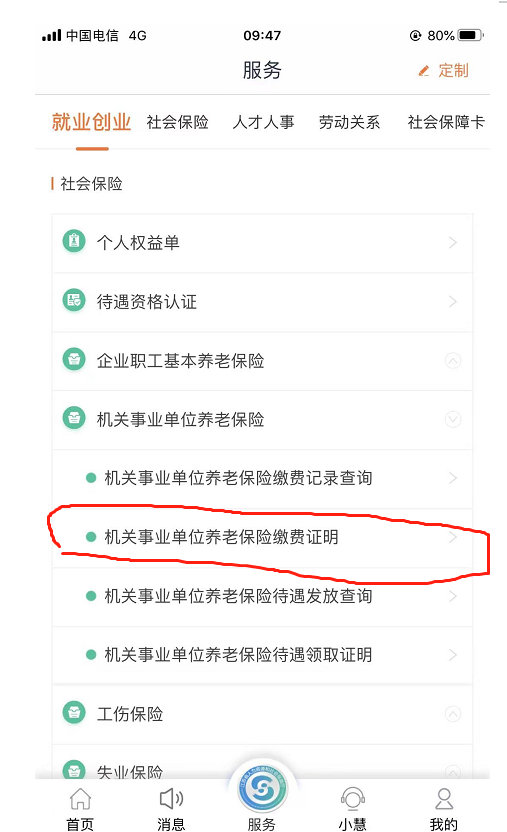 中国电信 4G 09:47 80%
服务 定制
就业创业 社会保险 人才人事 劳动关系 社会保障卡
社会保险
个人权益单
待遇资格认证
企业职工基本养老保险
机关事业单位养老保险
机关事业单位养老保险缴费记录查询
机关事业单位养老保险缴费证明
机关事业单位养老保险待遇发放查询
机关事业单位养老保险待遇领取证明
工伤保险
失业保险
首页 消息 服务 小慧 我的